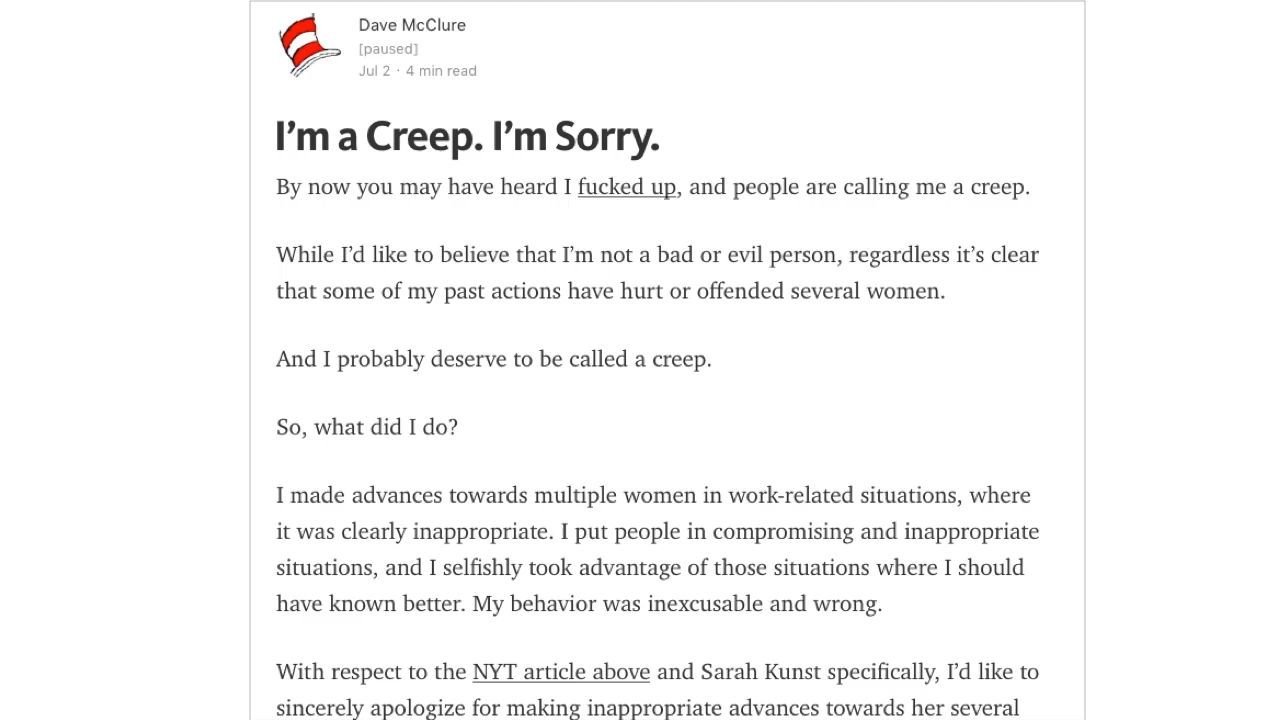 Dave McClure
[paused]
Jul 2 · 4 min read
I’m a Creep. I’m Sorry.
By now you may have heard I fucked up, and people are calling me a creep.
While I’d like to believe that I’m not a bad or evil person, regardless it’s clear
that some of my past actions have hurt or offended several women.
And I probably deserve to be called a creep.
So, what did I do?
I made advances towards multiple women in work-related situations, where
it was clearly inappropriate. I put people in compromising and inappropriate
situations, and I selfishly took advantage of those situations where I should
have known better. My behavior was inexcusable and wrong.
With respect to the NYT article above and Sarah Kunst specifically, I’d like to
sincerely apologize for making inappropriate advances towards her several